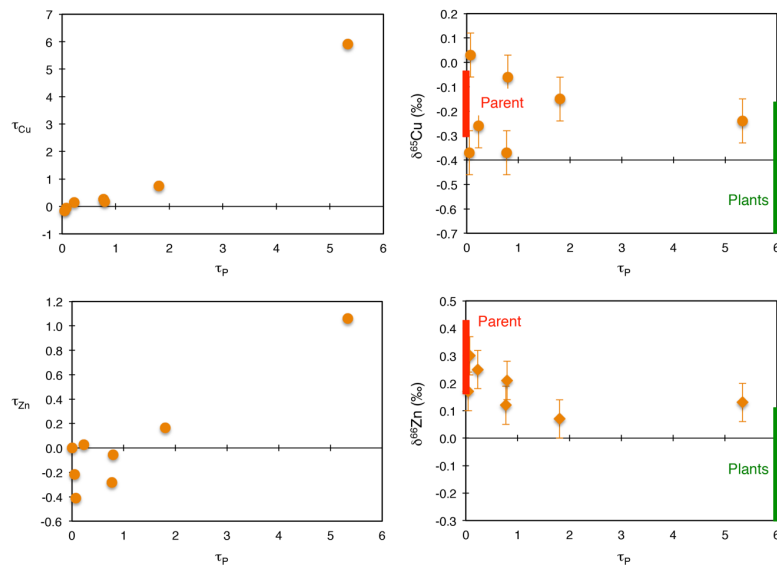 7
6
5
4
3
2
1
0
-1
τCu
0 1 2 3 4 5 6
τP
0.2
0.1
0.0
-0.1
-0.2
-0.3
-0.4
-0.5
-0.6
-0.7
δ⁶⁵Cu (‰)
Parent
Plants
0 1 2 3 4 5 6
τP
1.2
1.0
0.8
0.6
0.4
0.2
0.0
-0.2
-0.4
-0.6
τZn
0 1 2 3 4 5 6
τP
0.5
0.4
0.3
0.2
0.1
0.0
-0.1
-0.2
-0.3
δ⁶⁶Zn (‰)
Parent
Plants
0 1 2 3 4 5 6
τP